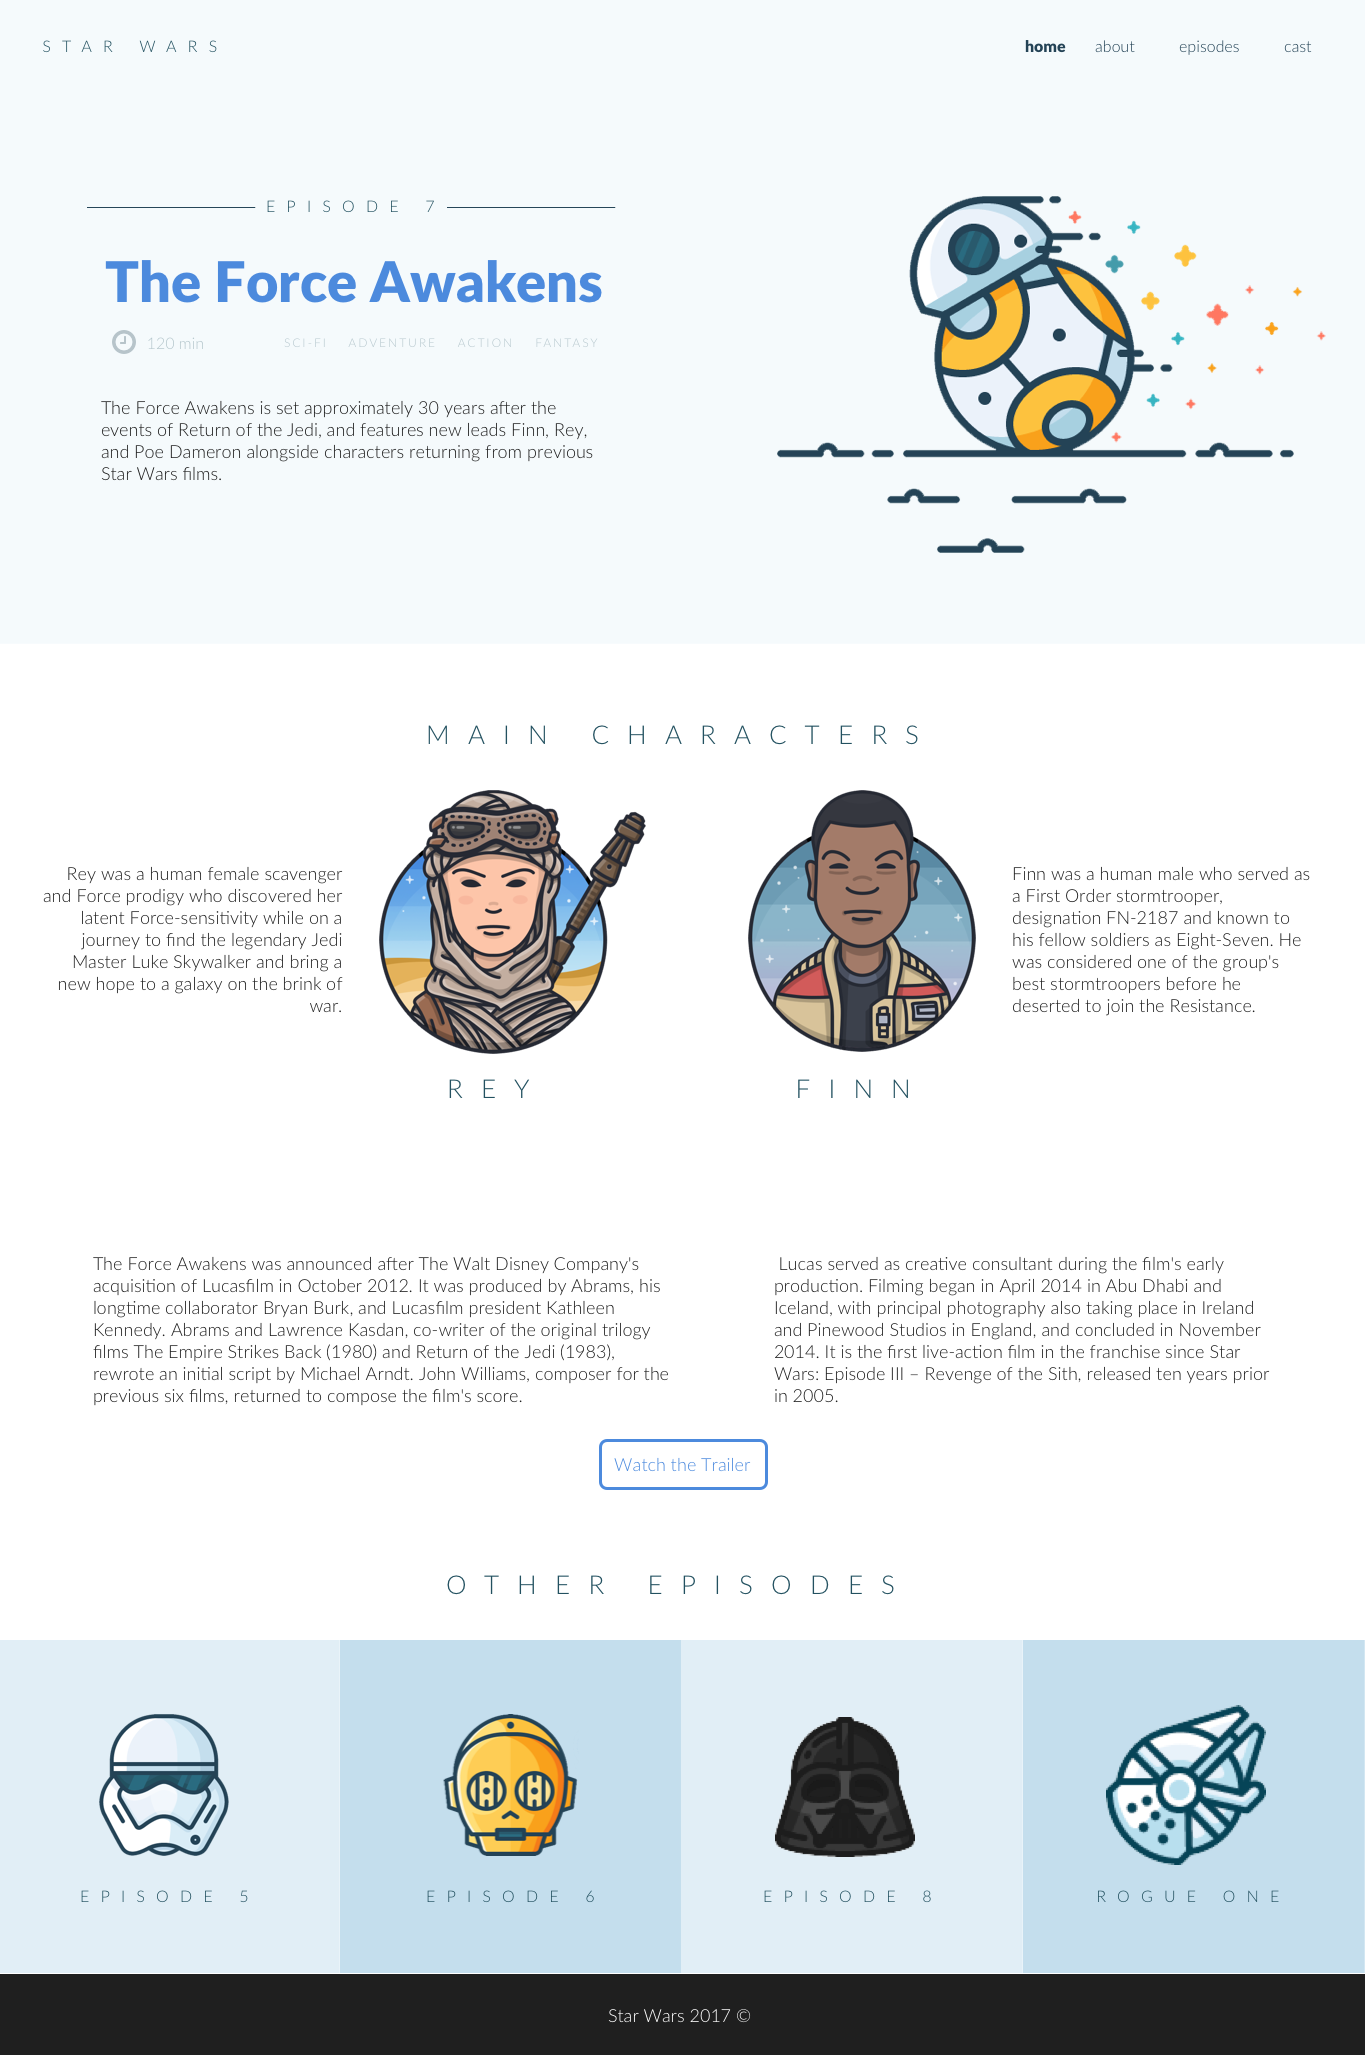 STAR WARS
home about episodes cast
EPISODE 7
The Force Awakens
120 min SCI-FI ADVENTURE ACTION FANTASY
The Force Awakens is set approximately 30 years after the
events of Return of the Jedi, and features new leads Finn, Rey,
and Poe Dameron alongside characters returning from previous
Star Wars films.
MAIN CHARACTERS
Rey was a human female scavenger
and Force prodigy who discovered her
latent Force-sensitivity while on a
journey to find the legendary Jedi
Master Luke Skywalker and bring a
new hope to a galaxy on the brink of
war.
REY
Finn was a human male who served as
a First Order stormtrooper,
designation FN-2187 and known to
his fellow soldiers as Eight-Seven. He
was considered one of the group's
best stormtroopers before he
deserted to join the Resistance.
FINN
The Force Awakens was announced after The Walt Disney Company's
acquisition of Lucasfilm in October 2012. It was produced by Abrams, his
longtime collaborator Bryan Burk, and Lucasfilm president Kathleen
Kennedy. Abrams and Lawrence Kasdan, co-writer of the original trilogy
films The Empire Strikes Back (1980) and Return of the Jedi (1983),
rewrote an initial script by Michael Arndt. John Williams, composer for the
previous six films, returned to compose the film's score.
Lucas served as creative consultant during the film's early
production. Filming began in April 2014 in Abu Dhabi and
Iceland, with principal photography also taking place in Ireland
and Pinewood Studios in England, and concluded in November
2014. It is the first live-action film in the franchise since Star
Wars: Episode III – Revenge of the Sith, released ten years prior
in 2005.
Watch the Trailer
OTHER EPISODES
EPISODE 5
EPISODE 6
EPISODE 8
ROGUE ONE
Star Wars 2017 ©